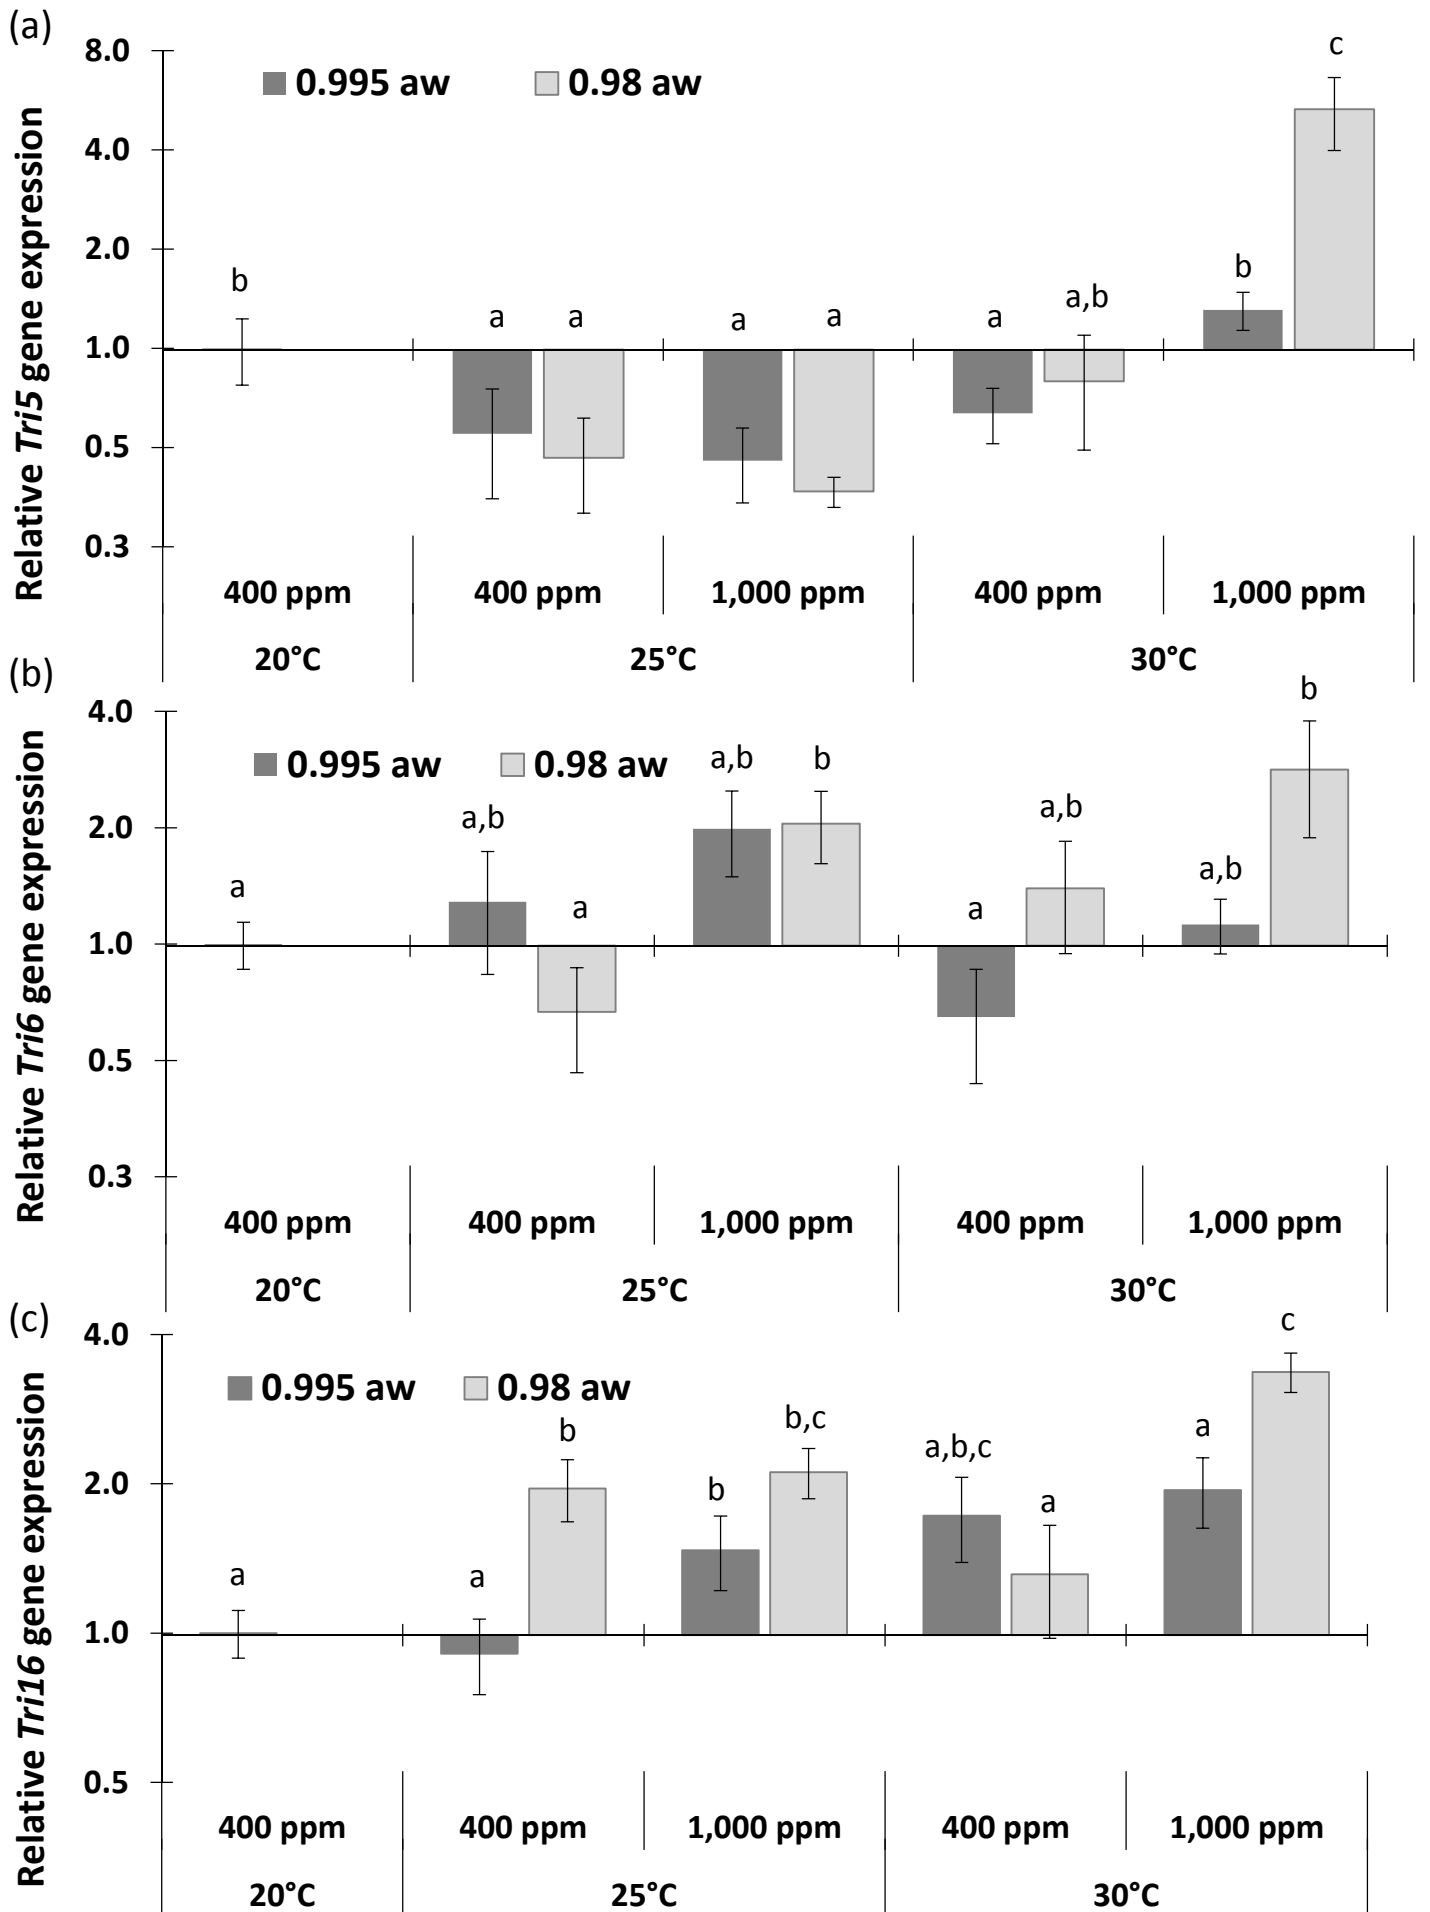 (a)
Relative Tri5 gene expression
8.0
4.0
2.0
1.0
0.5
0.3
0.995 aw 0.98 aw
b
a a
a a
a a,b
b c
400 ppm 400 ppm 1,000 ppm 400 ppm 1,000 ppm
20°C 25°C 30°C
(b)
Relative Tri6 gene expression
4.0
2.0
1.0
0.5
0.3
0.995 aw 0.98 aw
a
a,b a
a,b b
a a,b
a,b b
400 ppm 400 ppm 1,000 ppm 400 ppm 1,000 ppm
20°C 25°C 30°C
(c)
Relative Tri16 gene expression
4.0
2.0
1.0
0.5
0.995 aw 0.98 aw
a
a b
b b,c
a,b,c a
a c
400 ppm 400 ppm 1,000 ppm 400 ppm 1,000 ppm
20°C 25°C 30°C